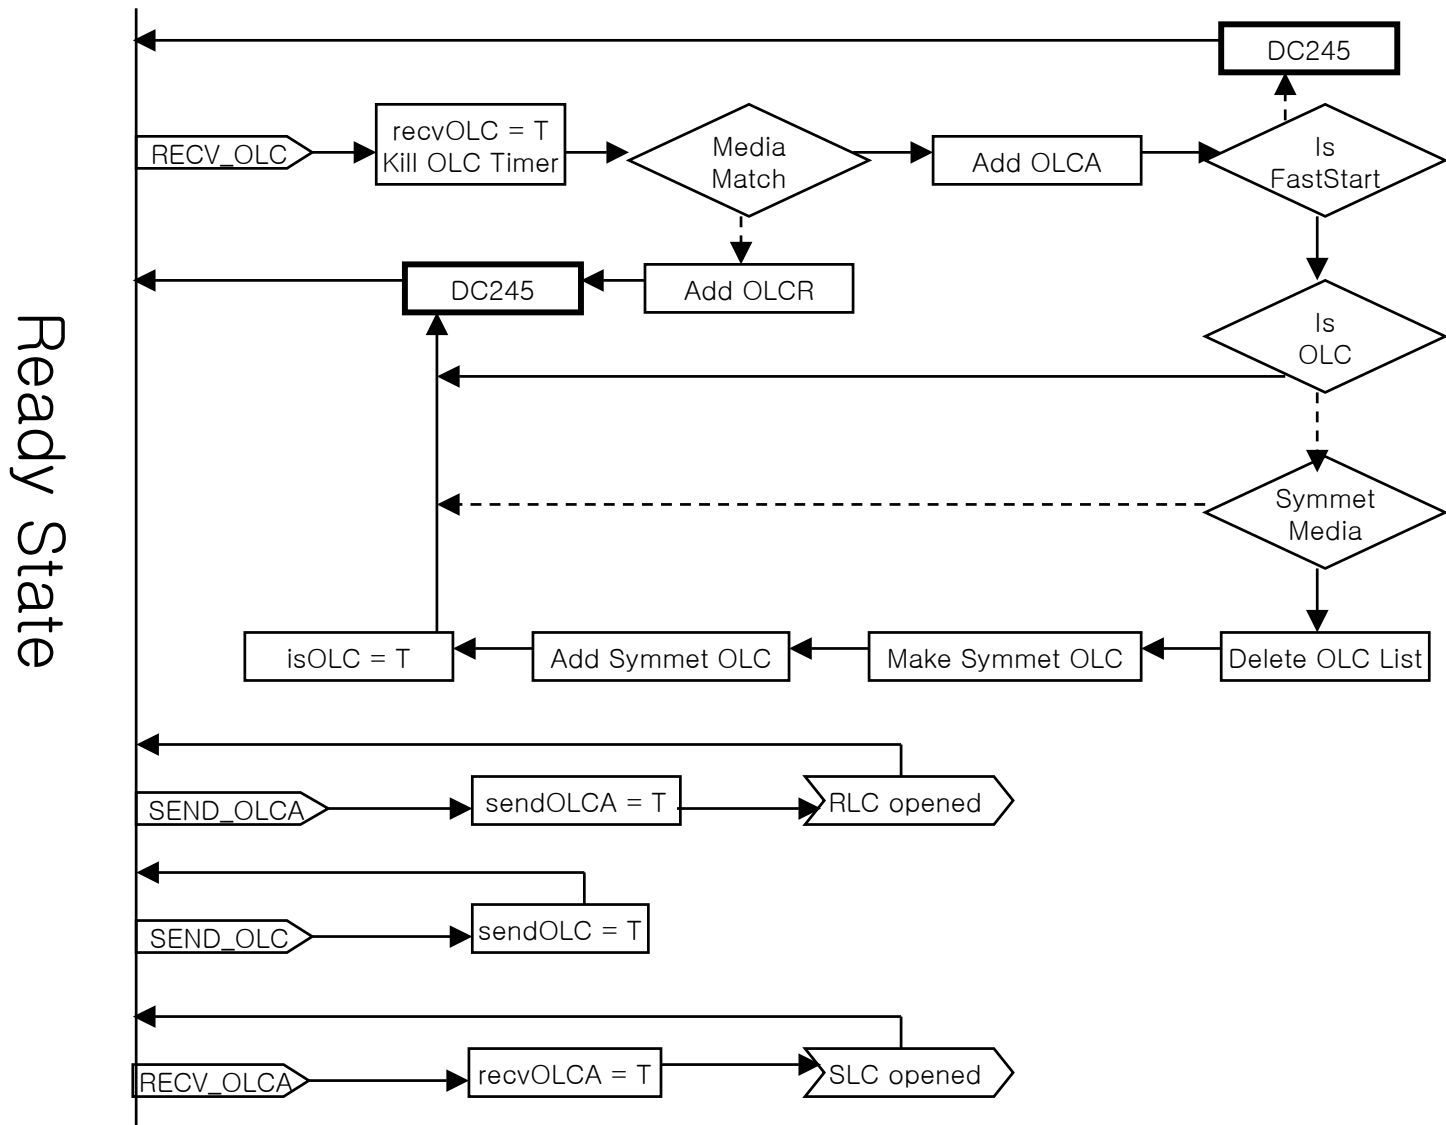 DC245
RECV_OLC
recvOLC = T
Kill OLC Timer
Media
Match
Add OLCA
Is
FastStart
DC245
Add OLCR
Is
OLC
Ready State
Symmet
Media
isOLC = T
Add Symmet OLC
Make Symmet OLC
Delete OLC List
SEND_OLCA
sendOLCA = T
RLC opened
SEND_OLC
sendOLC = T
RECV_OLCA
recvOLCA = T
SLC opened